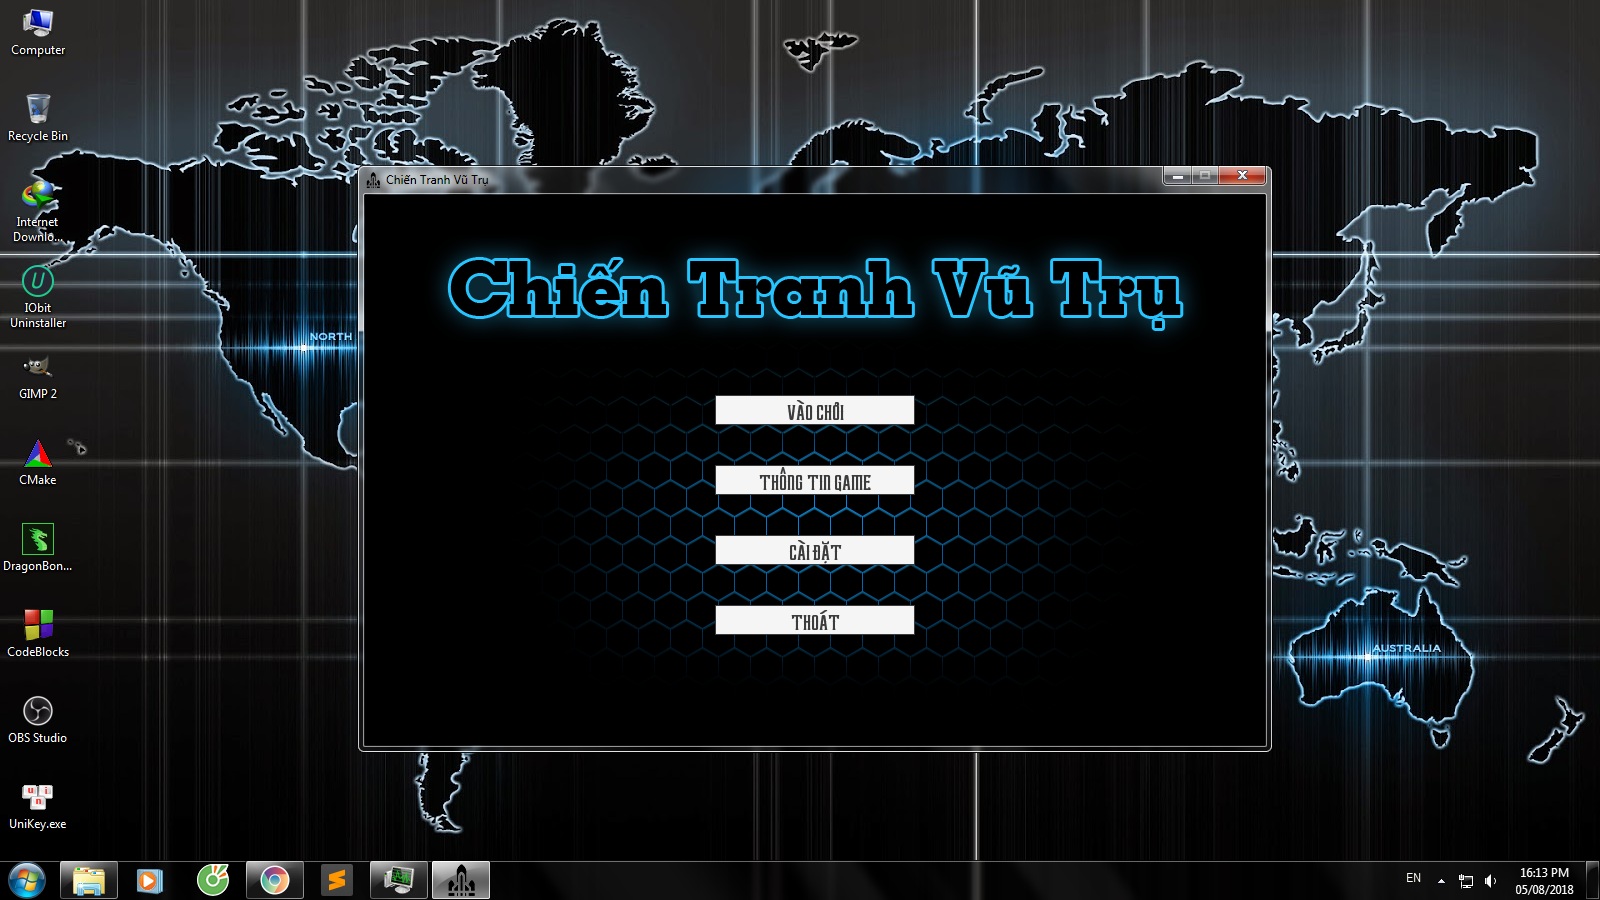 Computer
Recycle Bin
Internet
Downlo...
IObit
Uninstaller
GIMP 2
CMake
DragonBon...
CodeBlocks
OBS Studio
UniKey.exe
NORTH
Chiến Tranh Vũ Trụ
Chiến Tranh Vũ Trụ
VÀO CHƠI
THÔNG TIN GAME
CÀI ĐẶT
THOÁT
AUSTRALIA
EN
16:13 PM
05/08/2018